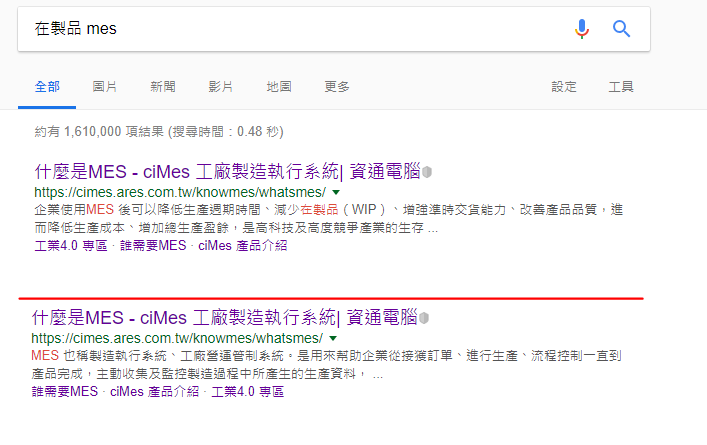 在製品 mes
全部 圖片 新聞 影片 地圖 更多 設定 工具
約有 1,610,000 項結果 (搜尋時間：0.48 秒)
什麼是MES - ciMes 工廠製造執行系統| 資通電腦
https://cimes.ares.com.tw/knowmes/whatsmes/
企業使用MES 後可以降低生產週期時間、減少在製品（WIP）、增強準時交貨能力、改善產品品質，進
而降低生產成本、增加總生產盈餘，是高科技及高度競爭產業的生存 ...
工業4.0 專區 · 誰需要MES · ciMes 產品介紹
什麼是MES - ciMes 工廠製造執行系統| 資通電腦
https://cimes.ares.com.tw/knowmes/whatsmes/
MES 也稱製造執行系統、工廠營運管制系統。是用來幫助企業從接獲訂單、進行生產、流程控制一直到
產品完成，主動收集及監控製造過程中所產生的生產資料， ...
誰需要MES · ciMes 產品介紹 · 工業4.0 專區